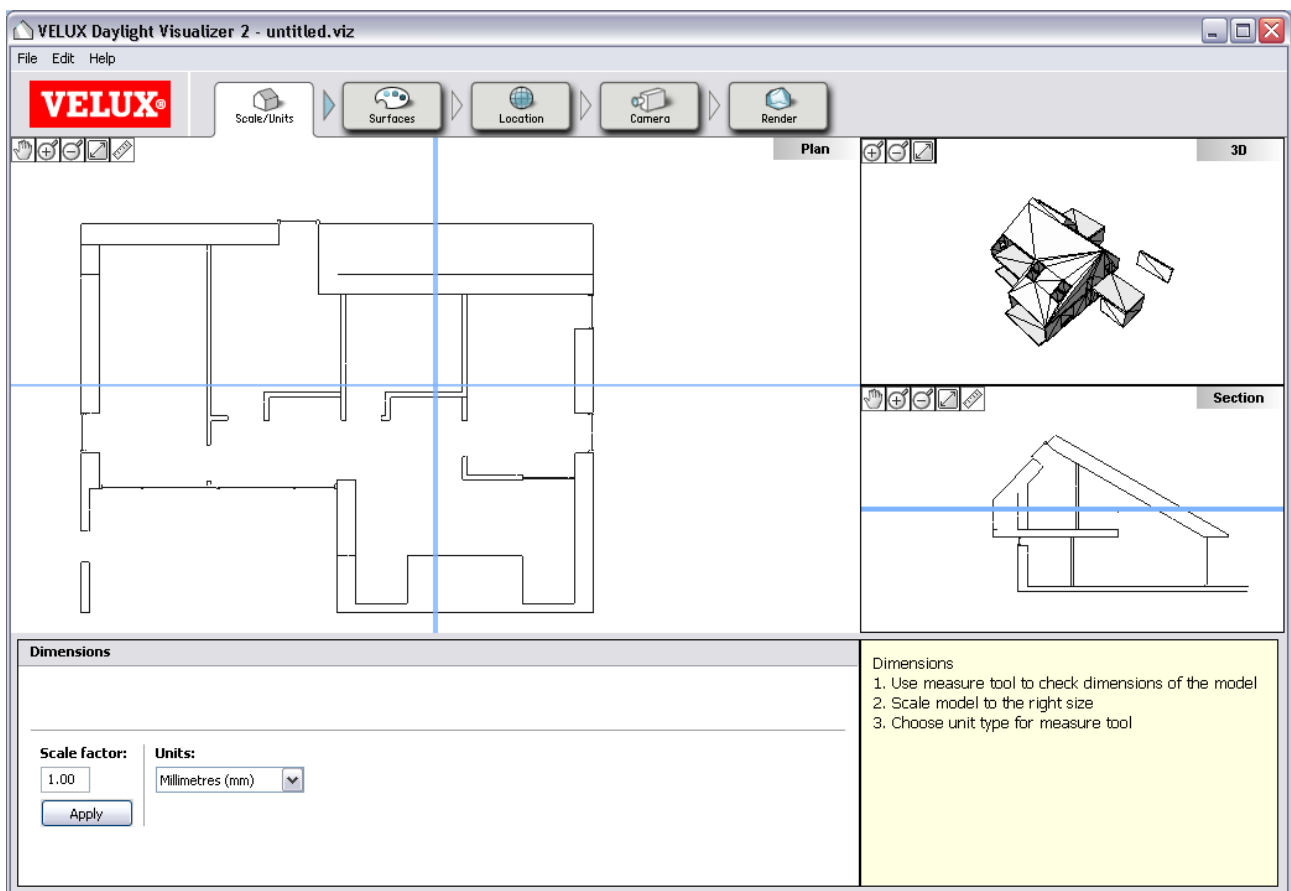 VELUX Daylight Visualizer 2 - untitled.viz
File Edit Help
VELUX®
Scale/Units
Surfaces
Location
Camera
Render
Plan
3D
Section
Dimensions
Scale factor:
Units:
1.00
Millimetres (mm)
Apply
Dimensions
1. Use measure tool to check dimensions of the model
2. Scale model to the right size
3. Choose unit type for measure tool